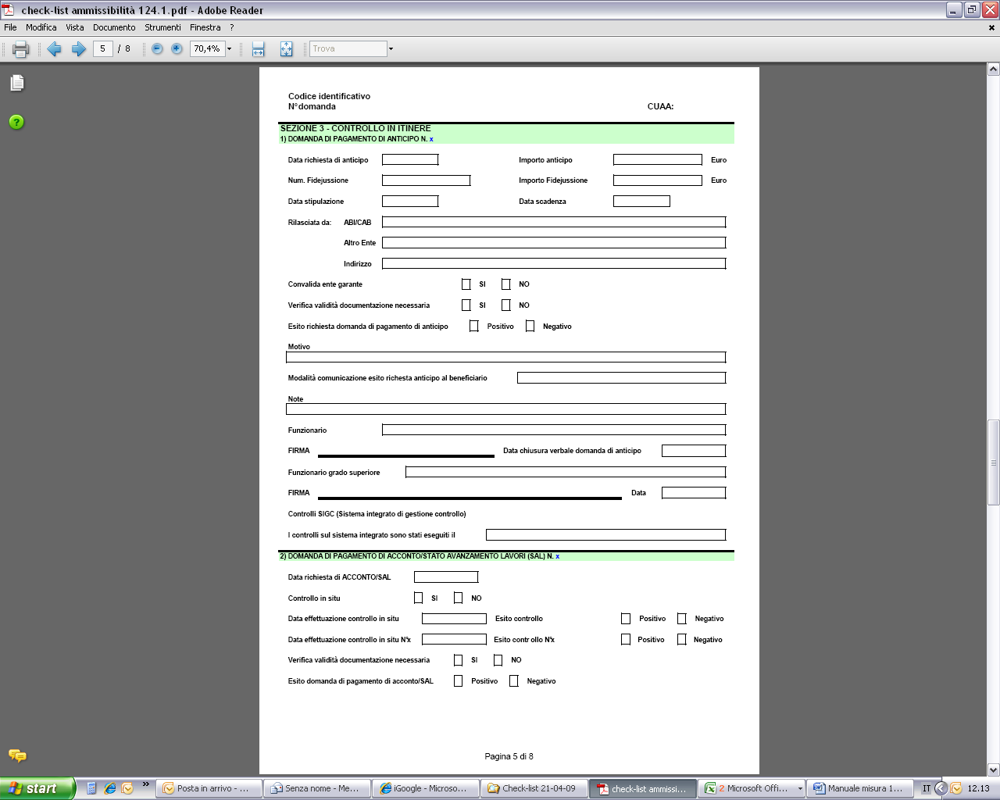 check-list ammissibilità 124.1.pdf - Adobe Reader
File Modifica Vista Documento Strumenti Finestra ?
5 / 8 70,4% Trova
Codice identificativo
N°domanda CUAA:
SEZIONE 3 - CONTROLLO IN ITINERE
1) DOMANDA DI PAGAMENTO DI ANTICIPO N. x
Data richiesta di anticipo Importo anticipo Euro
Num. Fidejussione Importo Fidejussione Euro
Data stipulazione Data scadenza
Rilasciata da: ABI/CAB
Altro Ente
Indirizzo
Convalida ente garante SI NO
Verifica validità documentazione necessaria SI NO
Esito richiesta domanda di pagamento di anticipo Positivo Negativo
Motivo
Modalità comunicazione esito richesta anticipo al beneficiario
Note
Funzionario
FIRMA Data chiusura verbale domanda di anticipo
Funzionario grado superiore
FIRMA Data
Controlli SIGC (Sistema integrato di gestione controllo)
I controlli sul sistema integrato sono stati eseguiti il
2) DOMANDA DI PAGAMENTO DI ACCONTO/STATO AVANZAMENTO LAVORI (SAL) N. x
Data richiesta di ACCONTO/SAL
Controllo in situ SI NO
Data effettuazione controllo in situ Esito controllo Positivo Negativo
Data effettuazione controllo in situ N°x Esito controllo N°x Positivo Negativo
Verifica validità documentazione necessaria SI NO
Esito domanda di pagamento di acconto/SAL Positivo Negativo
Pagina 5 di 8
start » Posta in arrivo - ... Senza nome - Me... iGoogle - Microso... Check-list 21-04-09 check-list ammissi... 2 Microsoft Offi... Manuale misura 1... IT 12.13